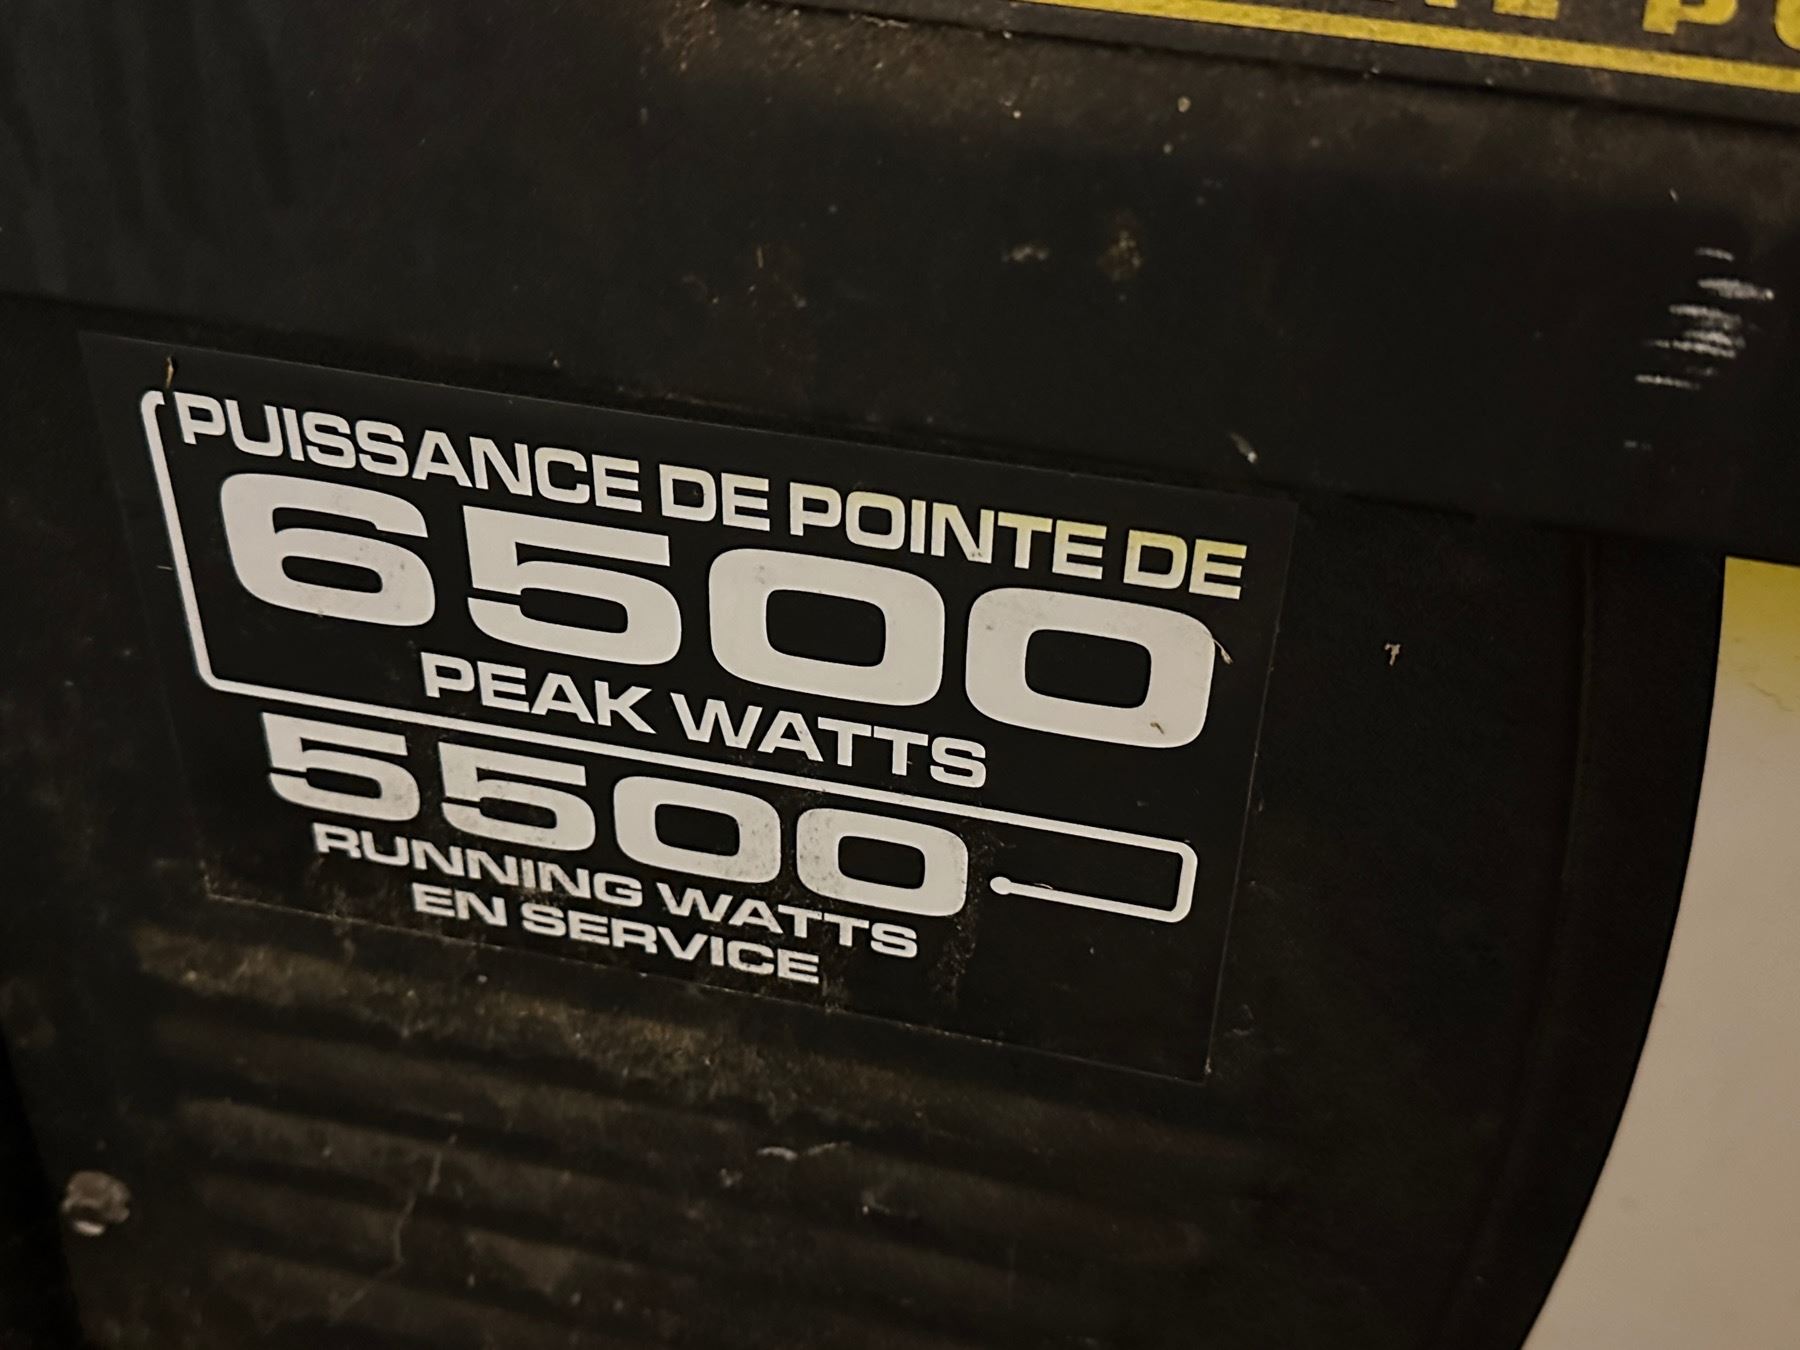 PUISSANCE DE POINTE DE
6500
PEAK WATTS
5500
RUNNING WATTS
EN SERVICE